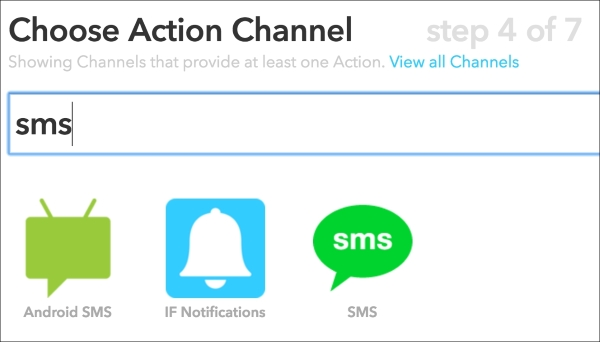 Choose Action Channel step 4 of 7
Showing Channels that provide at least one Action. View all Channels
sms
sms
Android SMS IF Notifications SMS